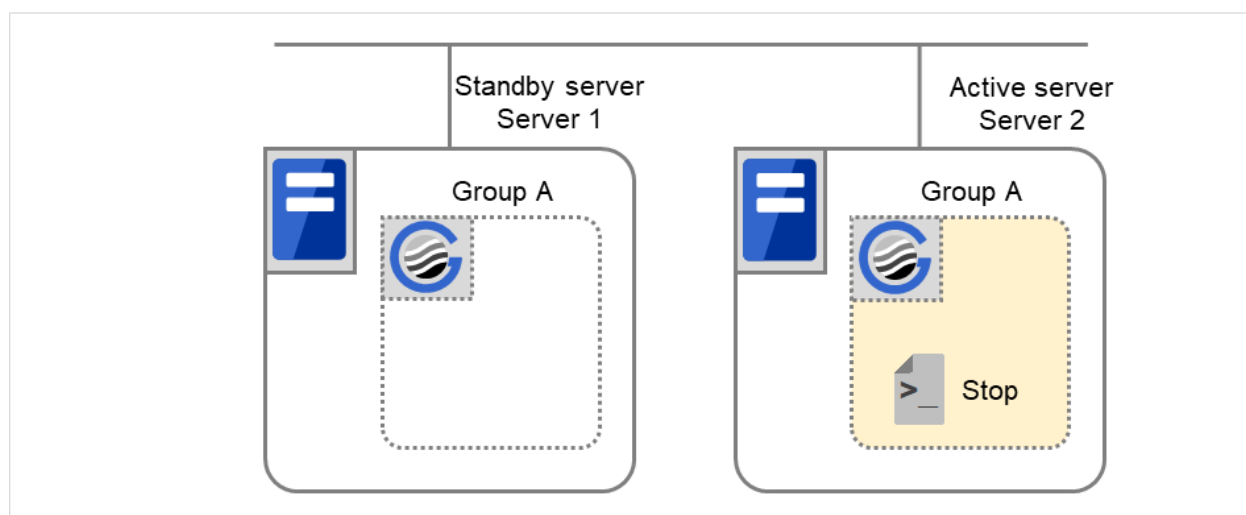 Standby server
Server 1
Active server
Server 2
Group A
Group A
>_ Stop